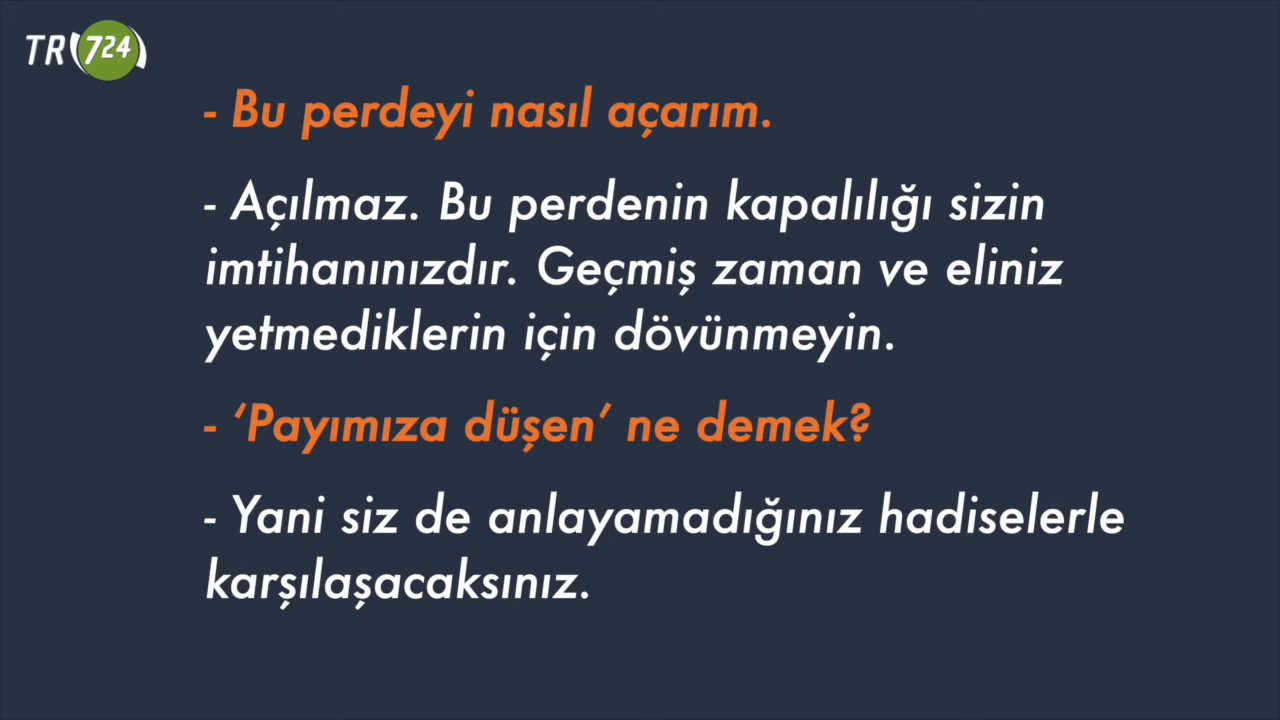 TR 724
- Bu perdeyi nasıl açarım.
- Açılmaz. Bu perdenin kapalılığı sizin
imtihanınızdır. Geçmiş zaman ve eliniz
yetmediklerin için dövünmeyin.
- ‘Payımıza düşen’ ne demek?
- Yani siz de anlayamadığınız hadiselerle
karşılaşacaksınız.